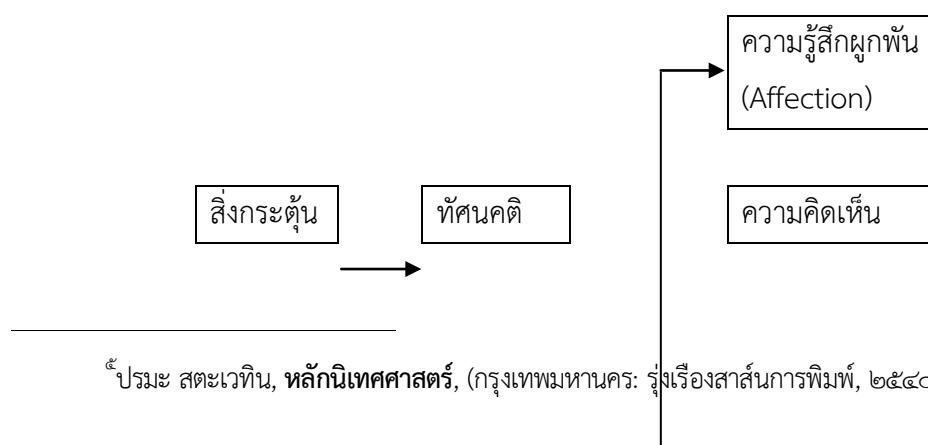 ความรู้สึกผูกพัน
(Affection)
สิ่งกระตุ้น
ทัศนคติ
ความคิดเห็น
๕ปรมะ สตะเวทิน, หลักนิเทศศาสตร์, (กรุงเทพมหานคร: รุ่งเรืองสาส์นการพิมพ์,